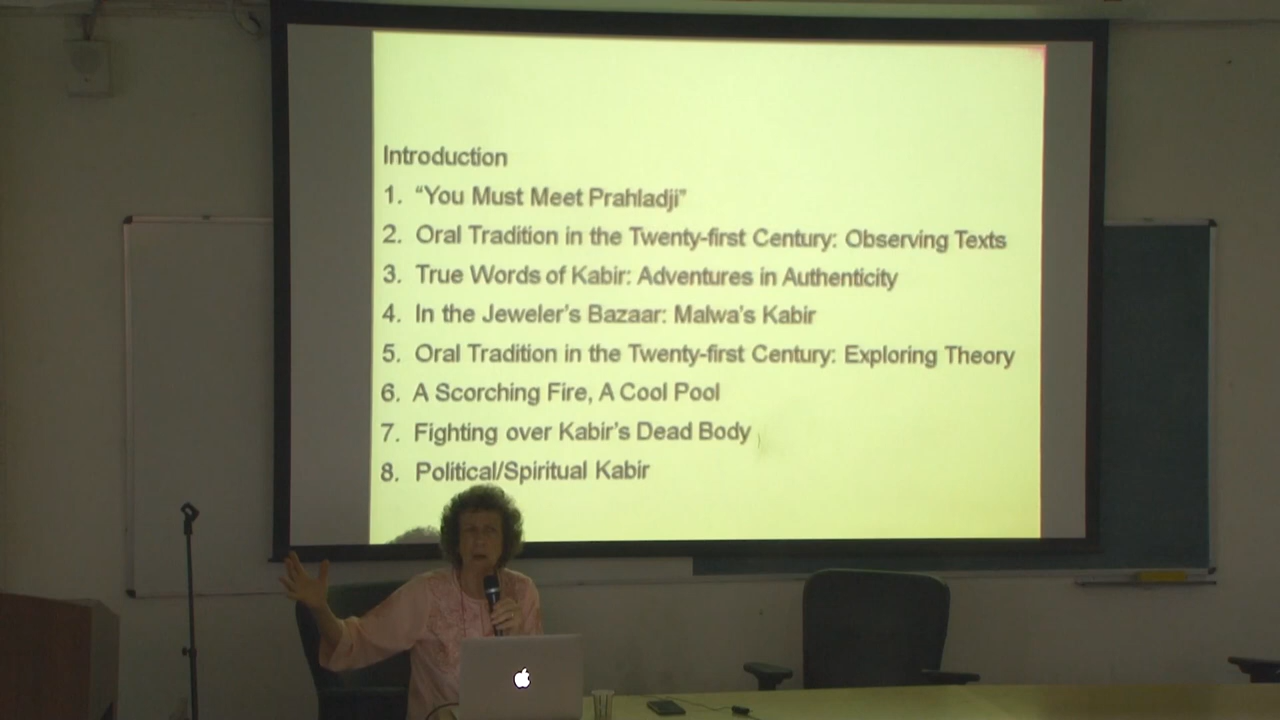 Introduction
1. “You Must Meet Prahladji”
2. Oral Tradition in the Twenty-first Century: Observing Texts
3. True Words of Kabir: Adventures in Authenticity
4. In the Jeweler’s Bazaar: Malwa’s Kabir
5. Oral Tradition in the Twenty-first Century: Exploring Theory
6. A Scorching Fire, A Cool Pool
7. Fighting over Kabir’s Dead Body
8. Political/Spiritual Kabir